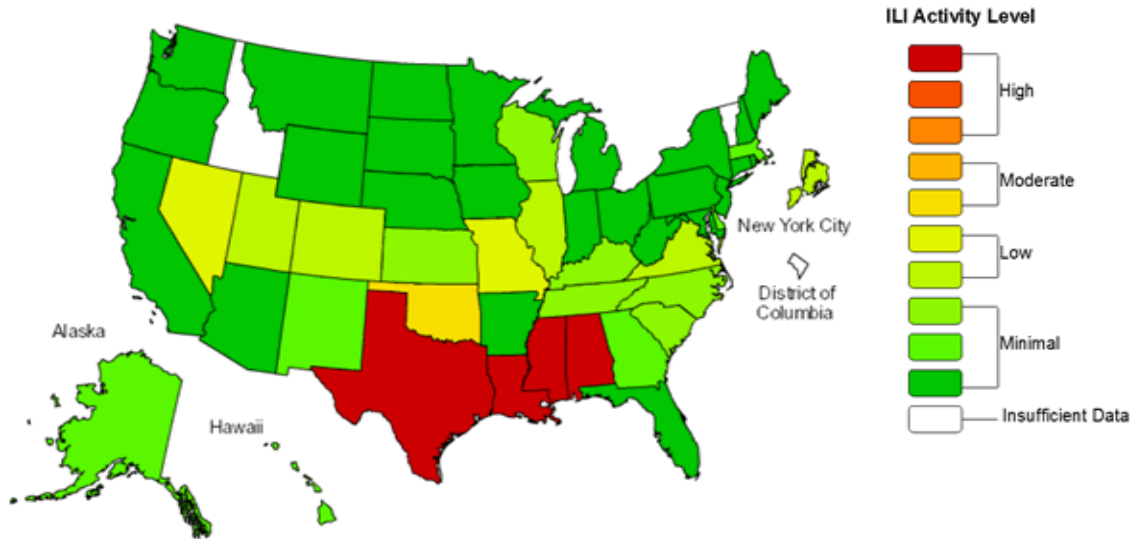 ILI Activity Level
High
Moderate
New York City
Low
District of
Columbia
Alaska
Minimal
Hawaii
Insufficient Data